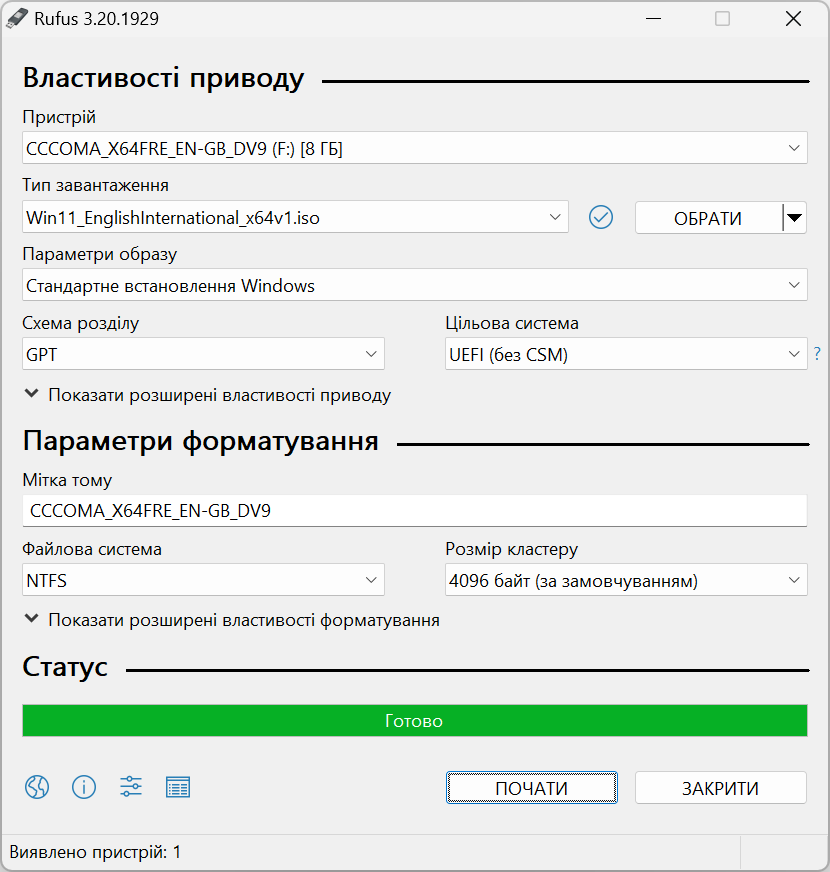 Rufus 3.20.1929
Властивості приводу
Пристрій
CCCOMA_X64FRE_EN-GB_DV9 (F:) [8 ГБ]
Тип завантаження
Win11_EnglishInternational_x64v1.iso
ОБРАТИ
Параметри образу
Стандартне встановлення Windows
Схема розділу
Цільова система
GPT
UEFI (без CSM)
?
Показати розширені властивості приводу
Параметри форматування
Мітка тому
CCCOMA_X64FRE_EN-GB_DV9
Файлова система
Розмір кластеру
NTFS
4096 байт (за замовчуванням)
Показати розширені властивості форматування
Статус
Готово
ПОЧАТИ
ЗАКРИТИ
Виявлено пристрій: 1